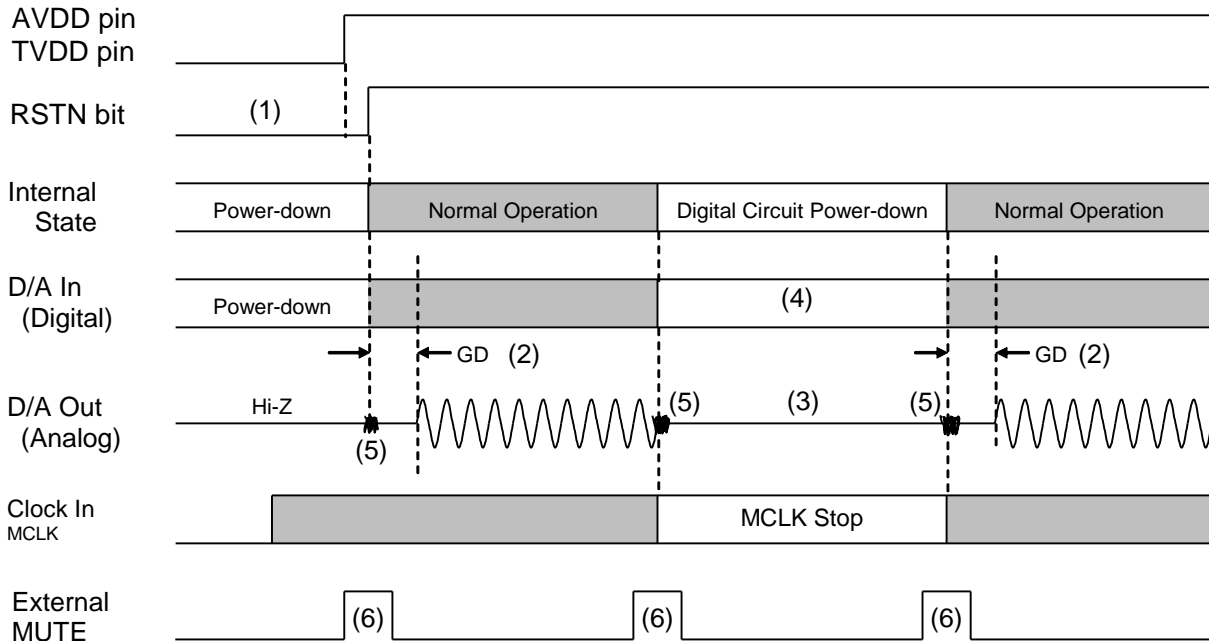 AVDD pin
TVDD pin
RSTN bit
(1)
Internal
State
Power-down
Normal Operation
Digital Circuit Power-down
Normal Operation
D/A In
(Digital)
Power-down
(4)
GD (2)
GD (2)
D/A Out
(Analog)
Hi-Z
(5)
(5)
(3)
(5)
Clock In
MCLK
MCLK Stop
External
MUTE
(6)
(6)
(6)